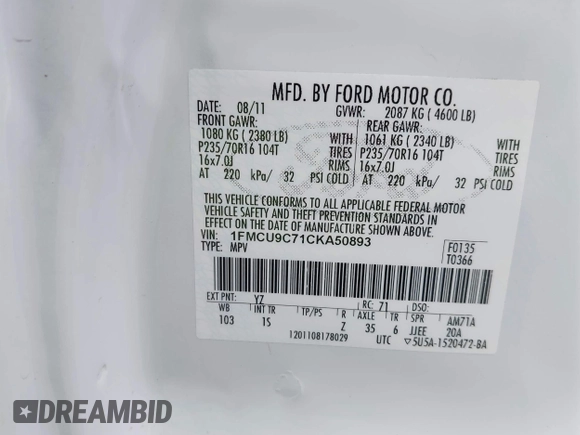 MFD. BY FORD MOTOR CO.
DATE: 08/11 GVWR: 2087 KG ( 4600 LB)
FRONT GAWR: REAR GAWR:
1080 KG ( 2380 LB) WITH 1061 KG ( 2340 LB) WITH
P235/70R16 104T TIRES P235/70R16 104T TIRES
16x7.0J RIMS 16x7.0J RIMS
AT 220 kPa/ 32 PSI COLD AT 220 kPa/ 32 PSI COLD
THIS VEHICLE CONFORMS TO ALL APPLICABLE FEDERAL MOTOR
VEHICLE SAFETY AND THEFT PREVENTION STANDARDS IN
EFFECT ON THE DATE OF MANUFACTURE SHOWN ABOVE.
VIN: 1FMCU9C71CKA50893
TYPE: MPV
F0135
T0366
EXT PNT: YZ RC: 71 DSO:
WB INT TR TP/PS R AXLE TR SPR AM71A
103 IS Z 35 6 JJEE 20A
1201108178029 UTC ▽5U5A-1520472-BA
DREAMBID